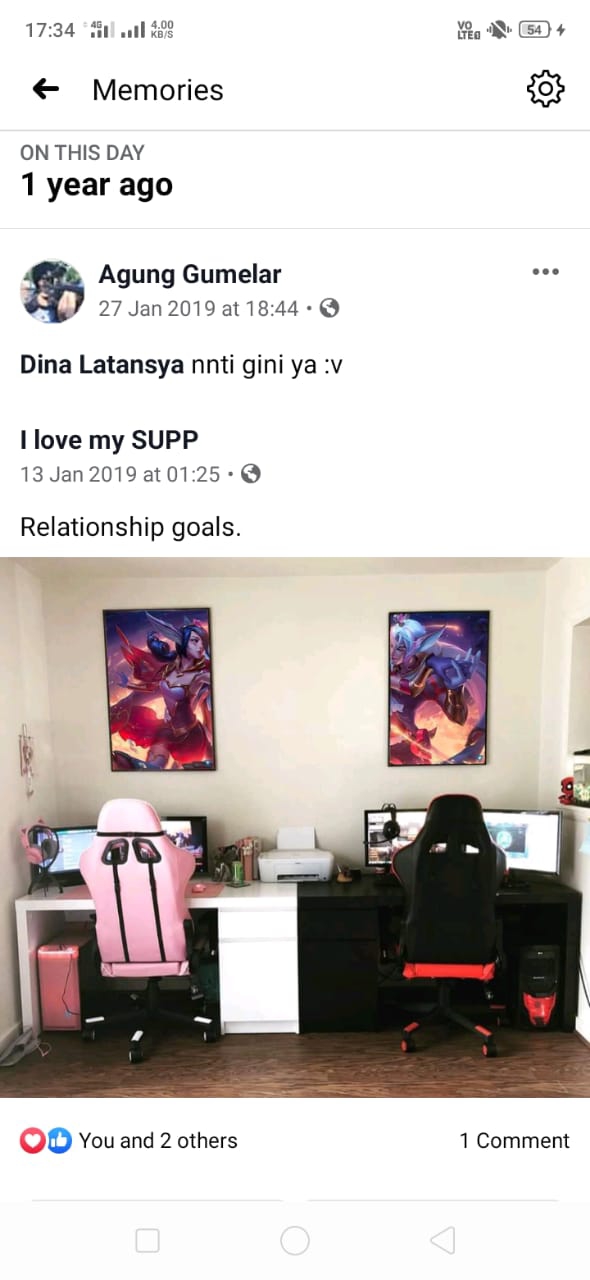 17:34 4G 4.00 KB/S VO LTE 54
Memories
ON THIS DAY
1 year ago
Agung Gumelar
27 Jan 2019 at 18:44 •
Dina Latansya nnti gini ya :v
I love my SUPP
13 Jan 2019 at 01:25 •
Relationship goals.
You and 2 others
1 Comment